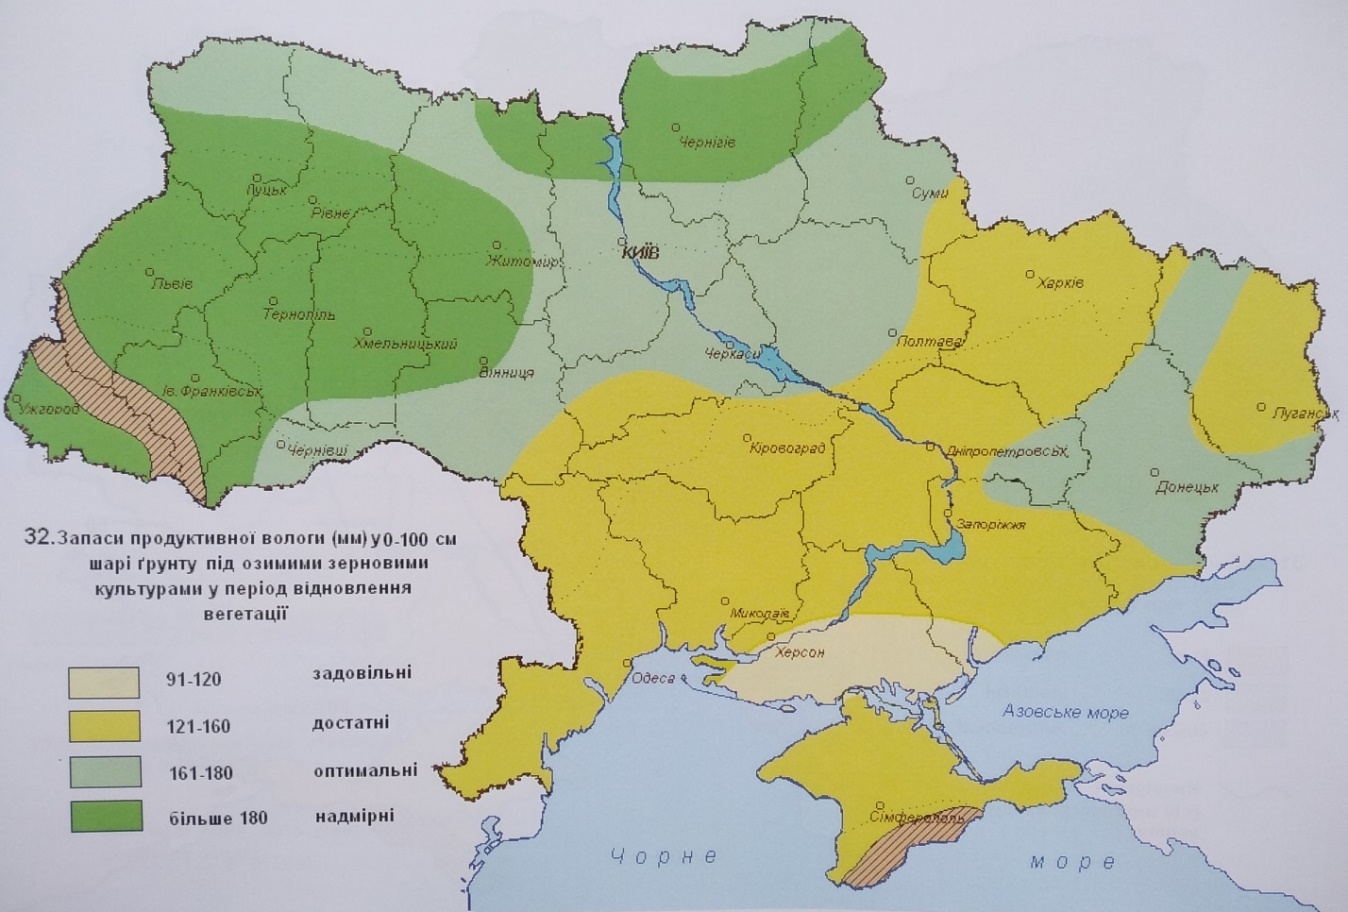 Чернігів
Суми
Луцьк
Рівне
КИЇВ
Житомир
Харків
Львів
Тернопіль
Хмельницький
Полтава
Черкаси
Вінниця
Ів. Франківськ
Ужгород
Луганськ
Чернівці
Кіровоград
Дніпропетровськ
Донецьк
Запоріжжя
32.Запаси продуктивної вологи (мм) у 0-100 см
шарі ґрунту під озимими зерновими
культурами у період відновлення
вегетації
Миколаїв
Херсон
Одеса
91-120 задовільні
121-160 достатні
161-180 оптимальні
більше 180 надмірні
Азовське море
Сімферополь
Чорне море